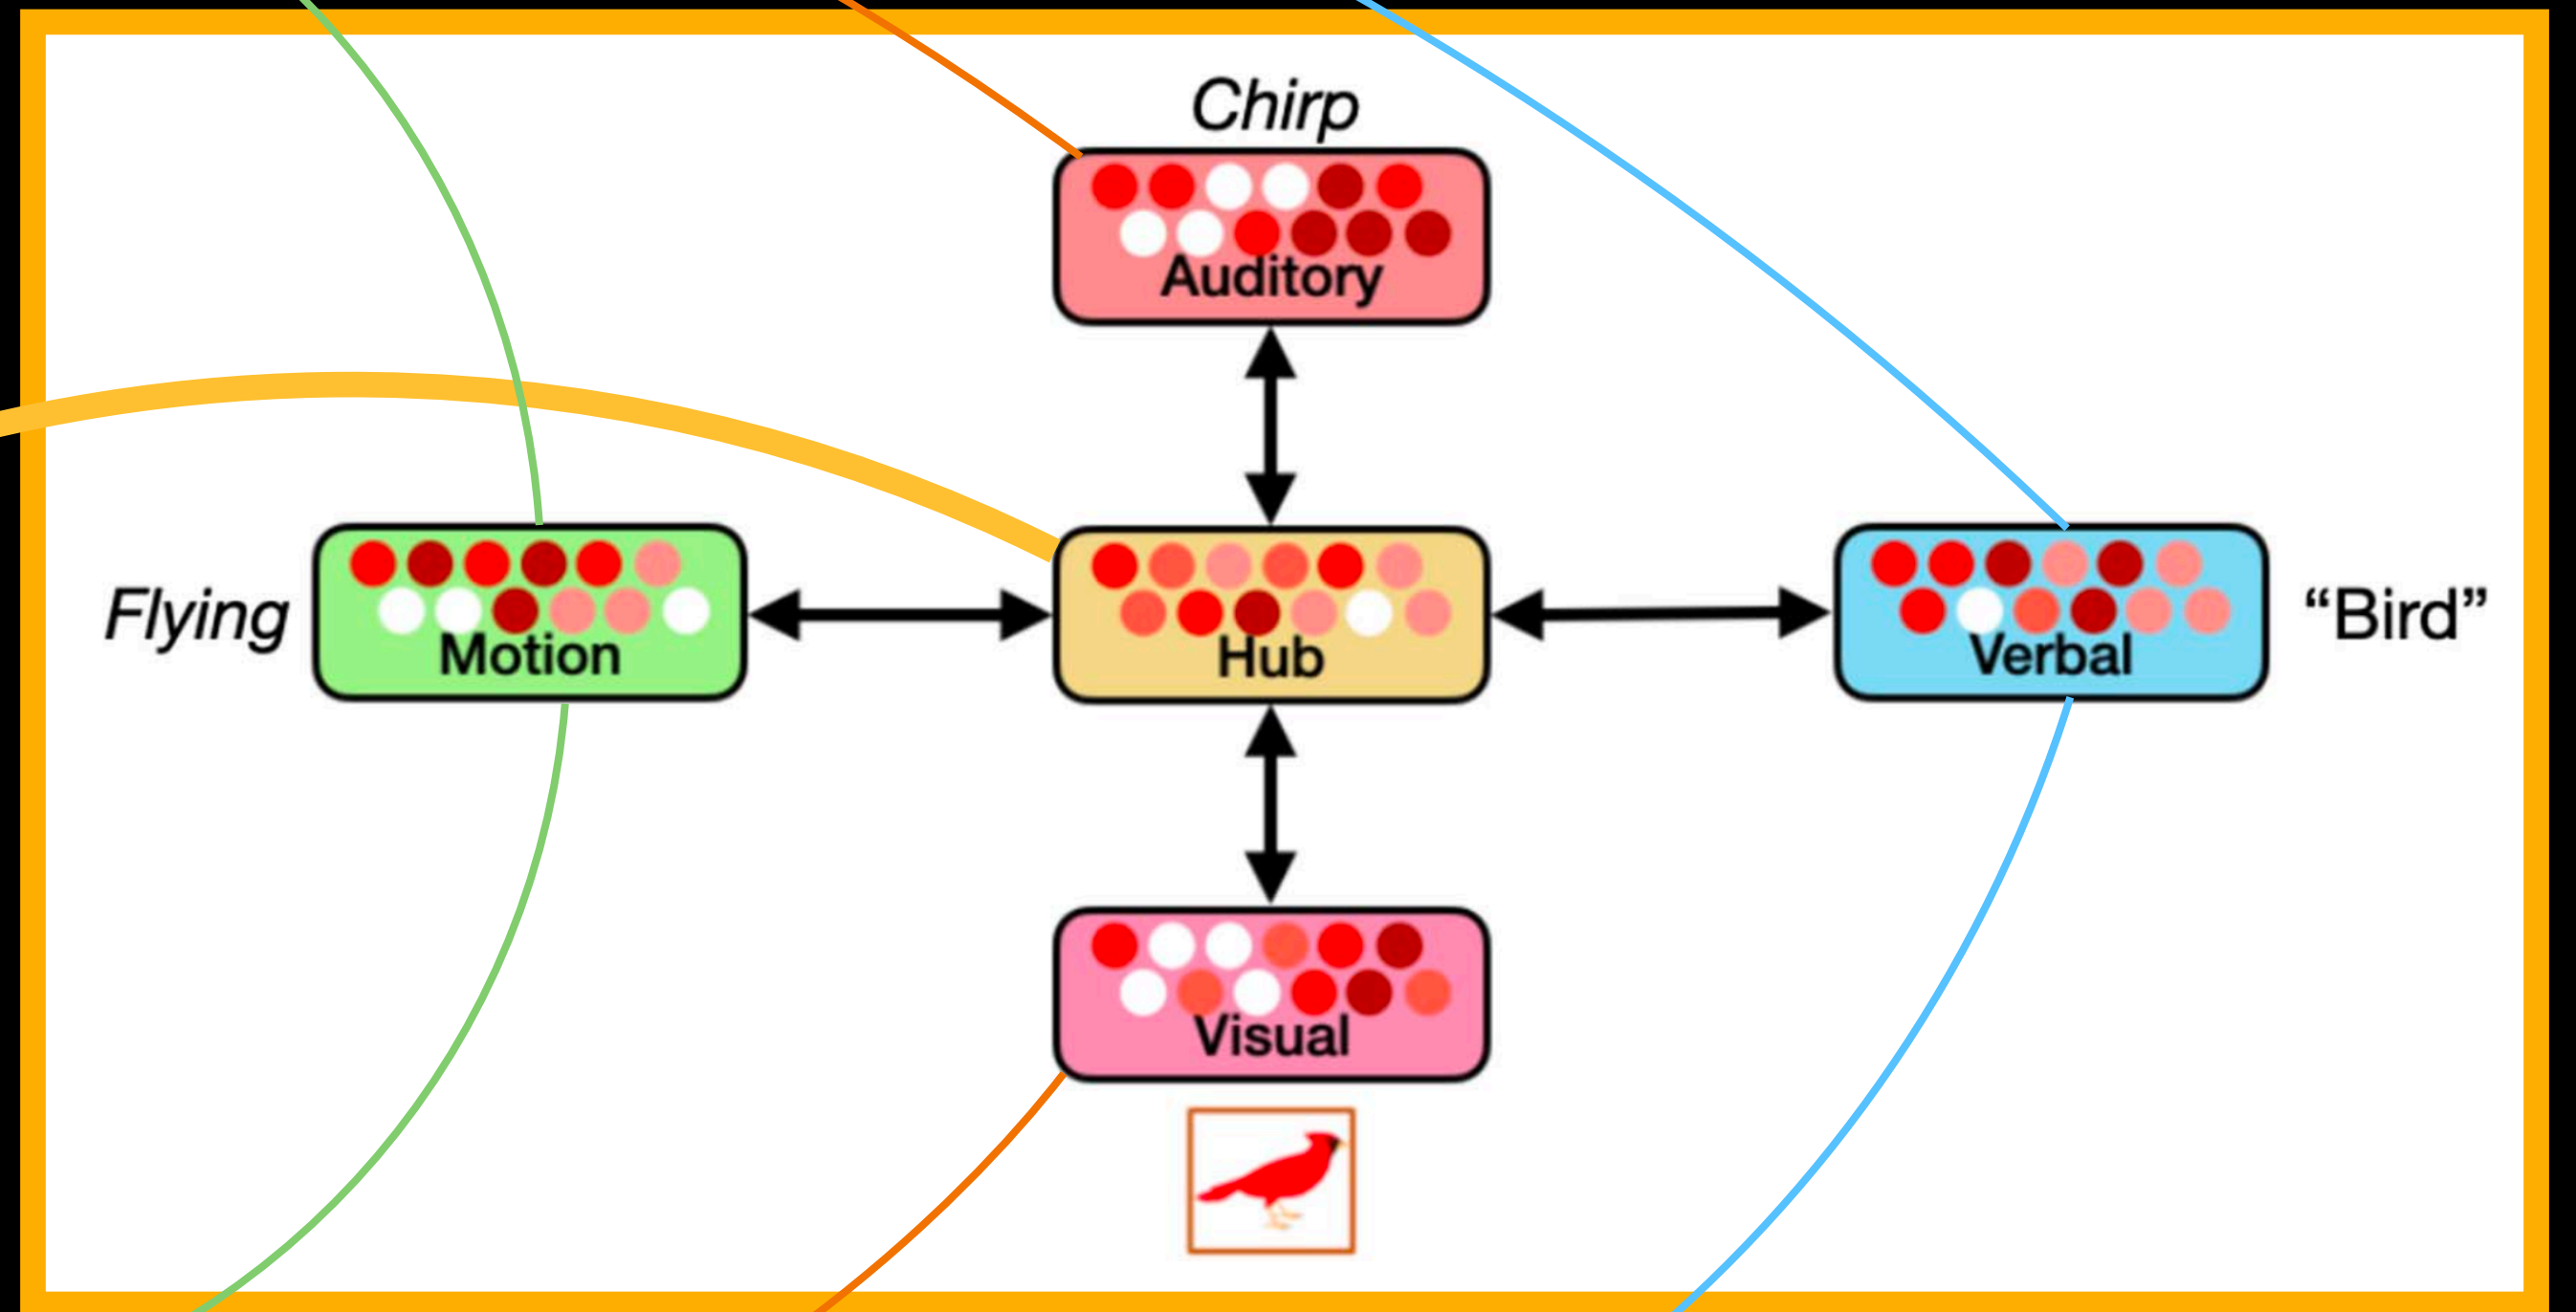 Chirp
Auditory
Flying
Motion
Hub
Verbal
“Bird”
Visual